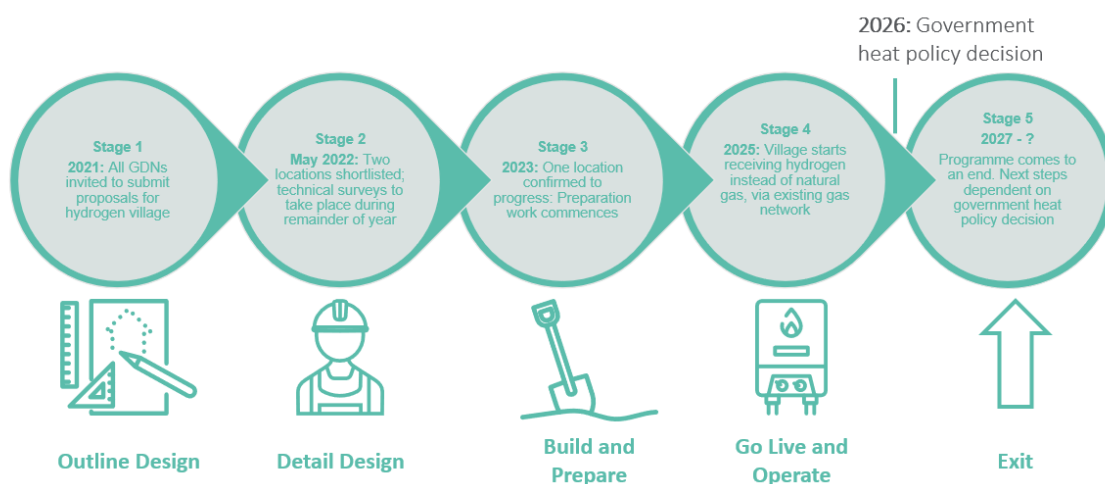 2026: Government
heat policy decision
Stage 1
2021: All GDNs
invited to submit
proposals for
hydrogen village
Stage 2
May 2022: Two
locations shortlisted;
technical surveys to
take place during
remainder of year
Stage 3
2023: One location
confirmed to
progress: Preparation
work commences
Stage 4
2025: Village starts
receiving hydrogen
instead of natural
gas, via existing gas
network
Stage 5
2027 - ?
Programme comes to
an end. Next steps
dependent on
government heat
policy decision
Outline Design
Detail Design
Build and
Prepare
Go Live and
Operate
Exit